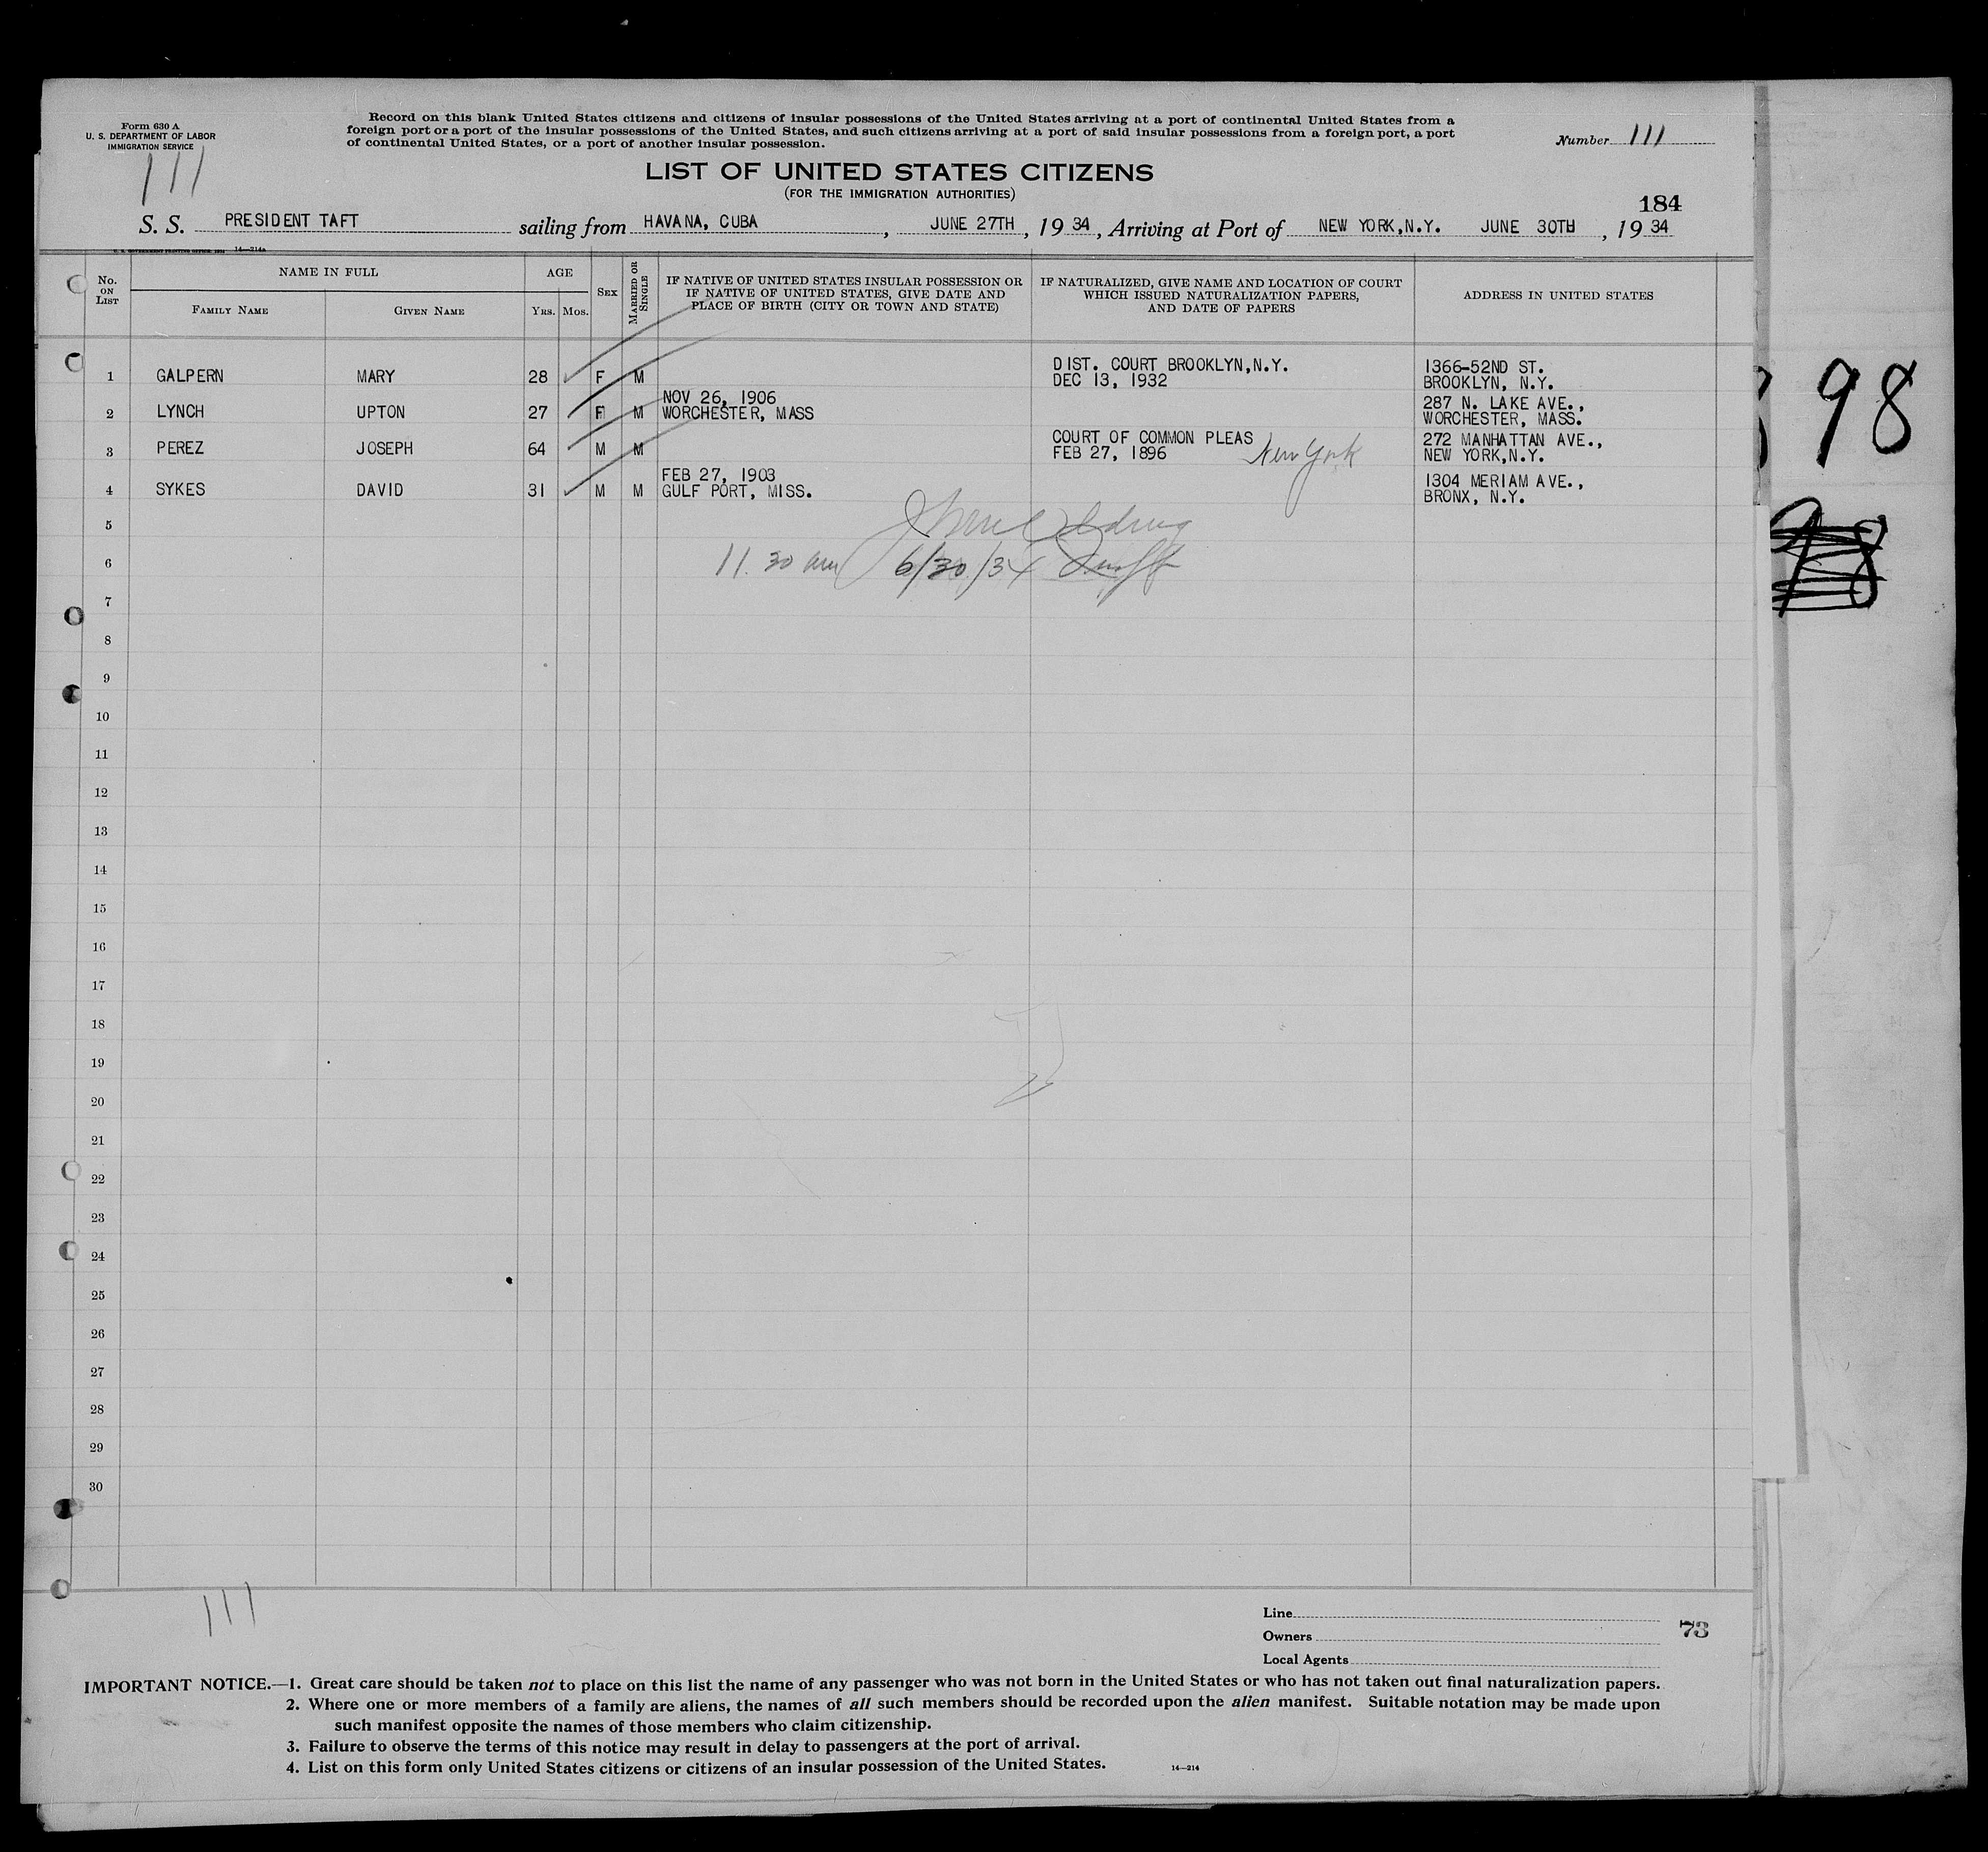 Form 630 A
U. S. DEPARTMENT OF LABOR
IMMIGRATION SERVICE
111
Record on this blank United States citizens and citizens of insular possessions of the United States arriving at a port of continental United States from a
foreign port or a port of the insular possessions of the United States, and such citizens arriving at a port of said insular possessions from a foreign port, a port
of continental United States, or a port of another insular possession.
Number 111
LIST OF UNITED STATES CITIZENS
(FOR THE IMMIGRATION AUTHORITIES)
184
S. S. PRESIDENT TAFT sailing from HAVANA, CUBA, JUNE 27TH, 1934, Arriving at Port of NEW YORK,N.Y. JUNE 30TH, 1934
14—214a
No. ON LIST
NAME IN FULL
FAMILY NAME
GIVEN NAME
AGE
YRS. MOS.
SEX
MARRIED OR SINGLE
IF NATIVE OF UNITED STATES INSULAR POSSESSION OR
IF NATIVE OF UNITED STATES, GIVE DATE AND
PLACE OF BIRTH (CITY OR TOWN AND STATE)
IF NATURALIZED, GIVE NAME AND LOCATION OF COURT
WHICH ISSUED NATURALIZATION PAPERS,
AND DATE OF PAPERS
ADDRESS IN UNITED STATES
1 GALPERN MARY 28 F M DIST. COURT BROOKLYN,N.Y. DEC 13, 1932 1366-52ND ST. BROOKLYN, N.Y.
2 LYNCH UPTON 27 F M NOV 26, 1906 WORCHESTER, MASS 287 N. LAKE AVE., WORCHESTER, MASS.
3 PEREZ JOSEPH 64 M M COURT OF COMMON PLEAS New York FEB 27, 1896 272 MANHATTAN AVE., NEW YORK,N.Y.
4 SYKES DAVID 31 M M FEB 27, 1903 GULF PORT, MISS. 1304 MERIAM AVE., BRONX, N.Y.
5
6 11.30 am 6/30/34
7
8
9
10
11
12
13
14
15
16
17
18
19
20
21
22
23
24
25
26
27
28
29
30
98
111
Line
Owners
Local Agents
73
IMPORTANT NOTICE.—1. Great care should be taken not to place on this list the name of any passenger who was not born in the United States or who has not taken out final naturalization papers.
2. Where one or more members of a family are aliens, the names of all such members should be recorded upon the alien manifest. Suitable notation may be made upon
such manifest opposite the names of those members who claim citizenship.
3. Failure to observe the terms of this notice may result in delay to passengers at the port of arrival.
4. List on this form only United States citizens or citizens of an insular possession of the United States.
14—214